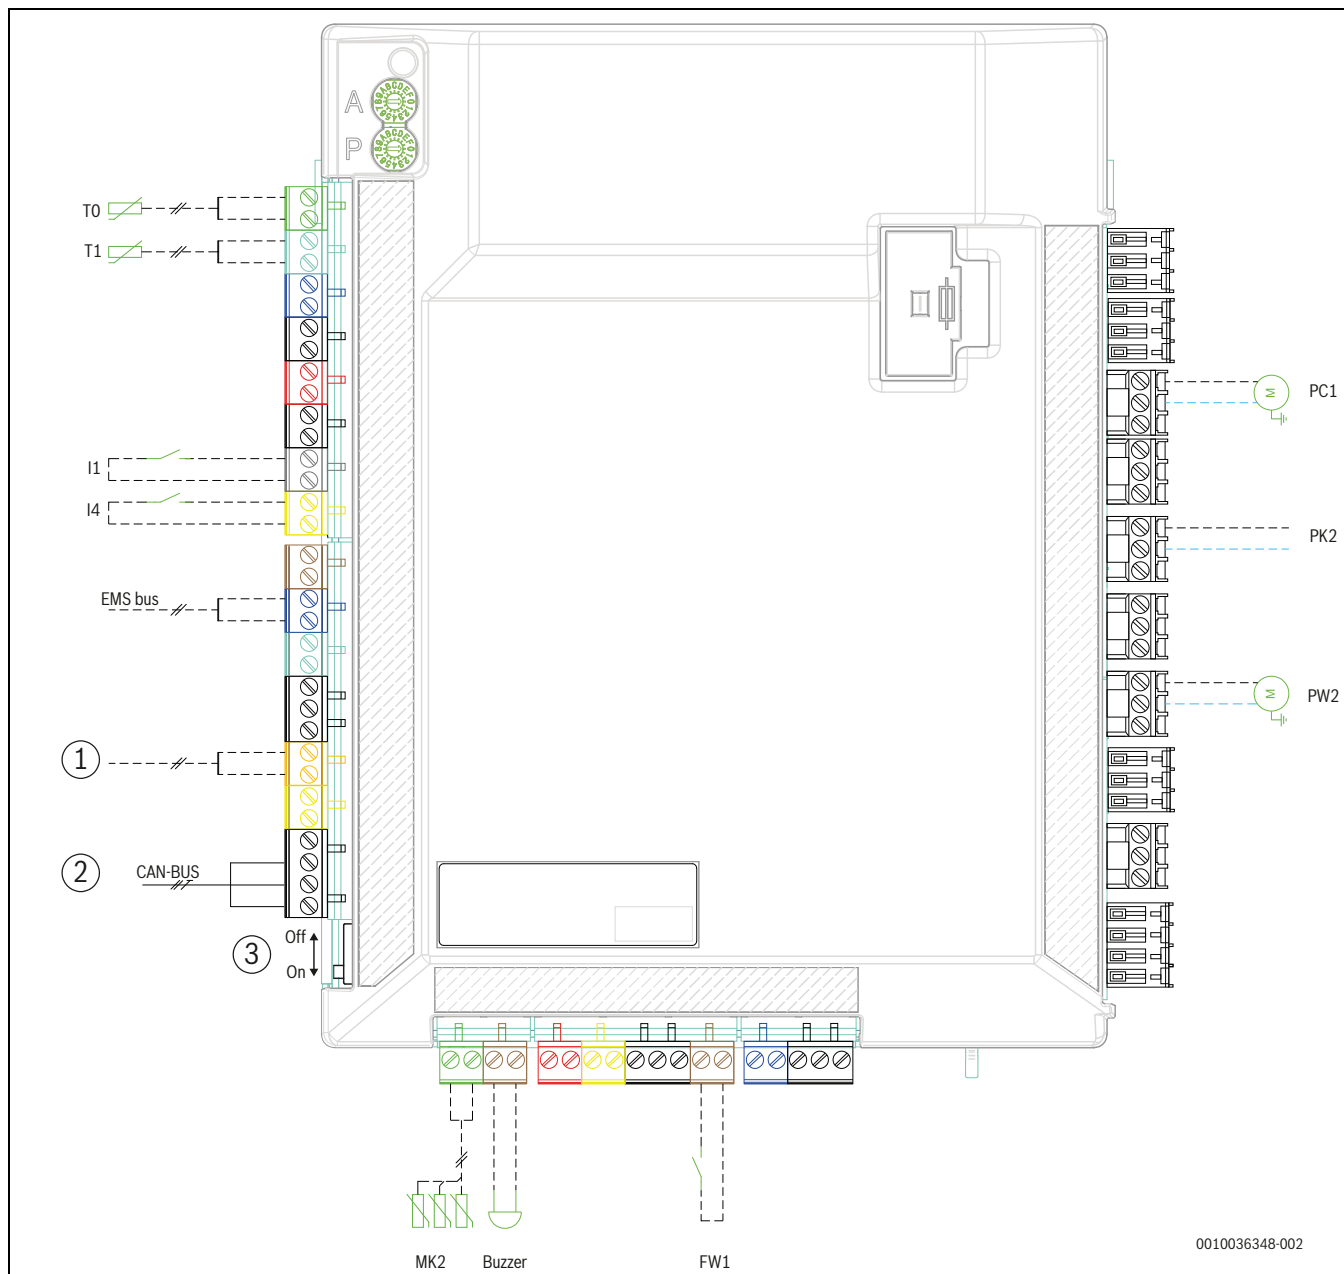 A
P
T0
T1
I1
I4
EMS bus
1
2
CAN-BUS
3
Off
On
M
PC1
PK2
M
PW2
MK2
Buzzer
FW1
0010036348-002